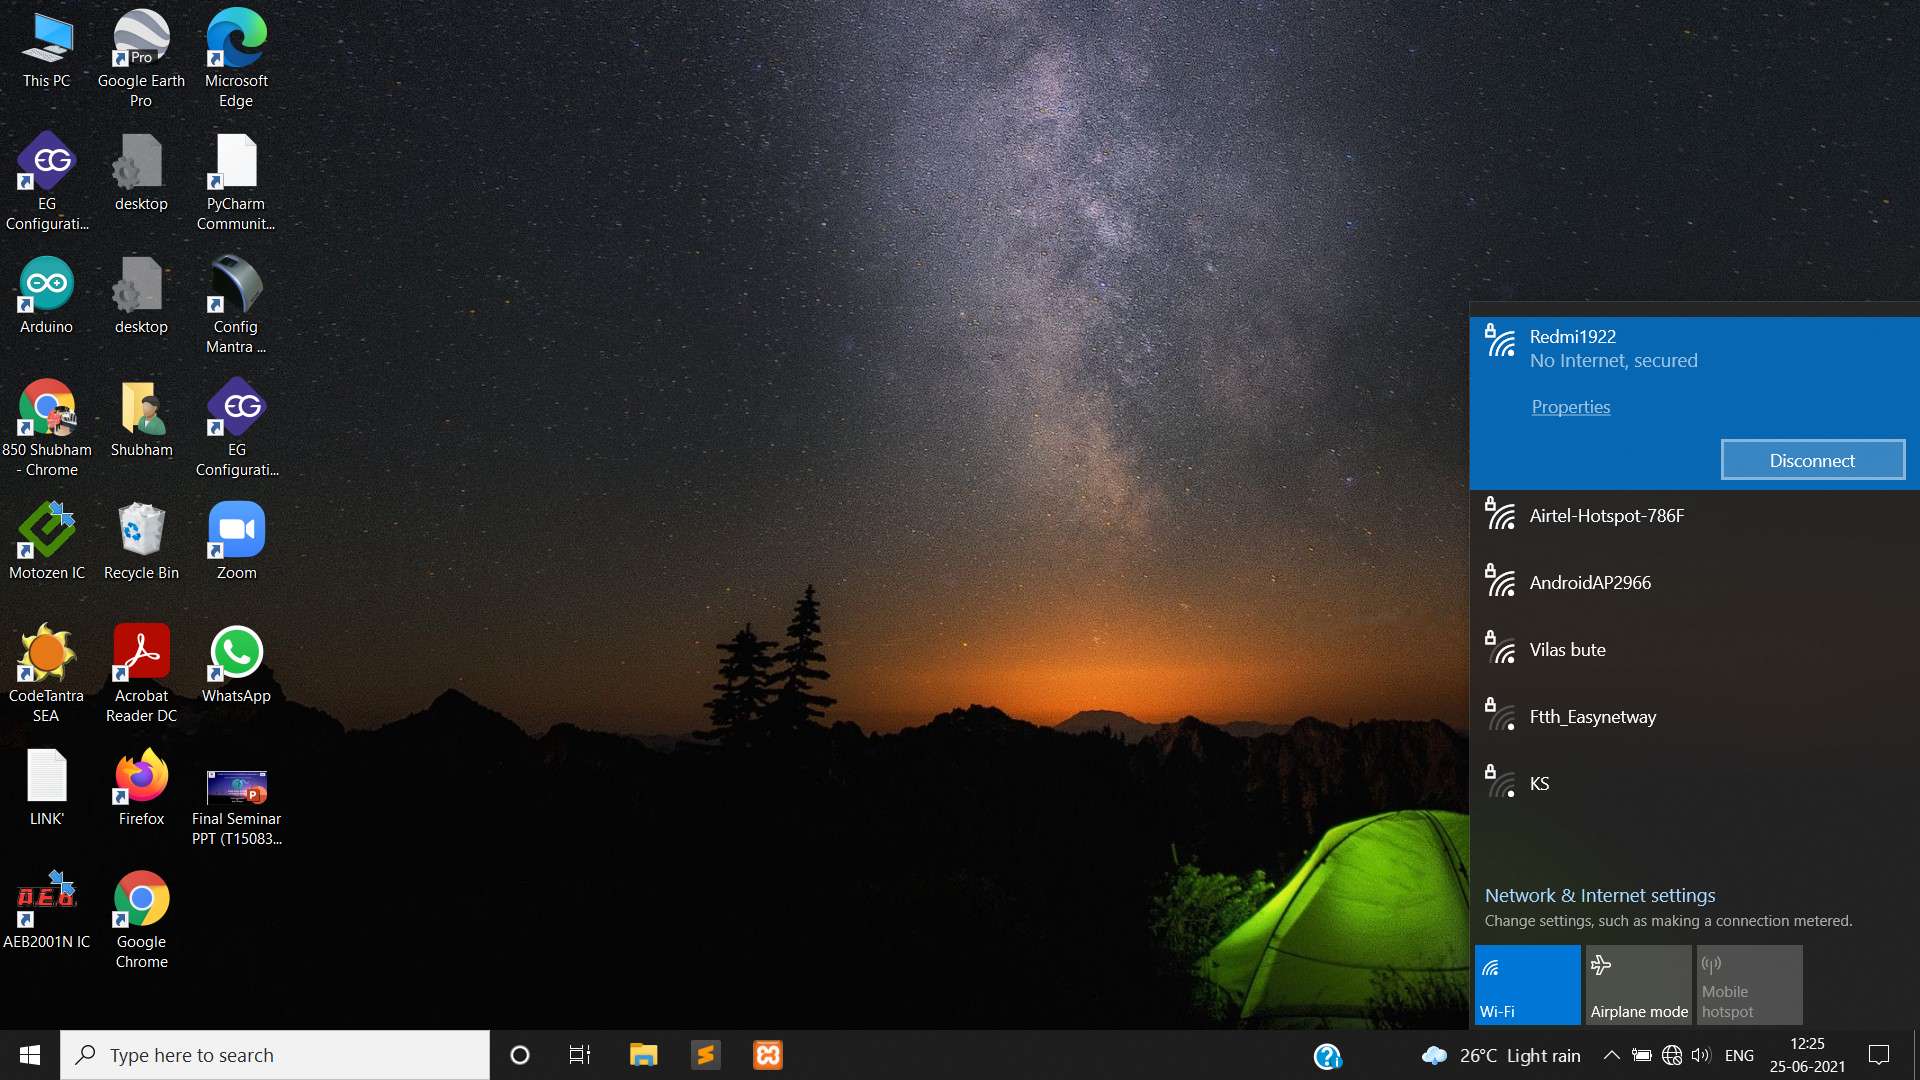 This PC
Google Earth
Pro
Pro
Microsoft
Edge
EG
EG
Configurati...
desktop
PyCharm
Communit...
Arduino
desktop
Config
Mantra ...
850 Shubham
- Chrome
Shubham
EG
EG
Configurati...
Motozen IC
Recycle Bin
Zoom
CodeTantra
SEA
Acrobat
Reader DC
WhatsApp
LINK'
Firefox
P
Final Seminar
PPT (T15083...
A.E.B.
AEB2001N IC
Google
Chrome
Redmi1922
No Internet, secured
Properties
Disconnect
Airtel-Hotspot-786F
AndroidAP2966
Vilas bute
Ftth_Easynetway
KS
Network & Internet settings
Change settings, such as making a connection metered.
Wi-Fi
Airplane mode
Mobile
hotspot
Type here to search
26°C Light rain
ENG
12:25
25-06-2021